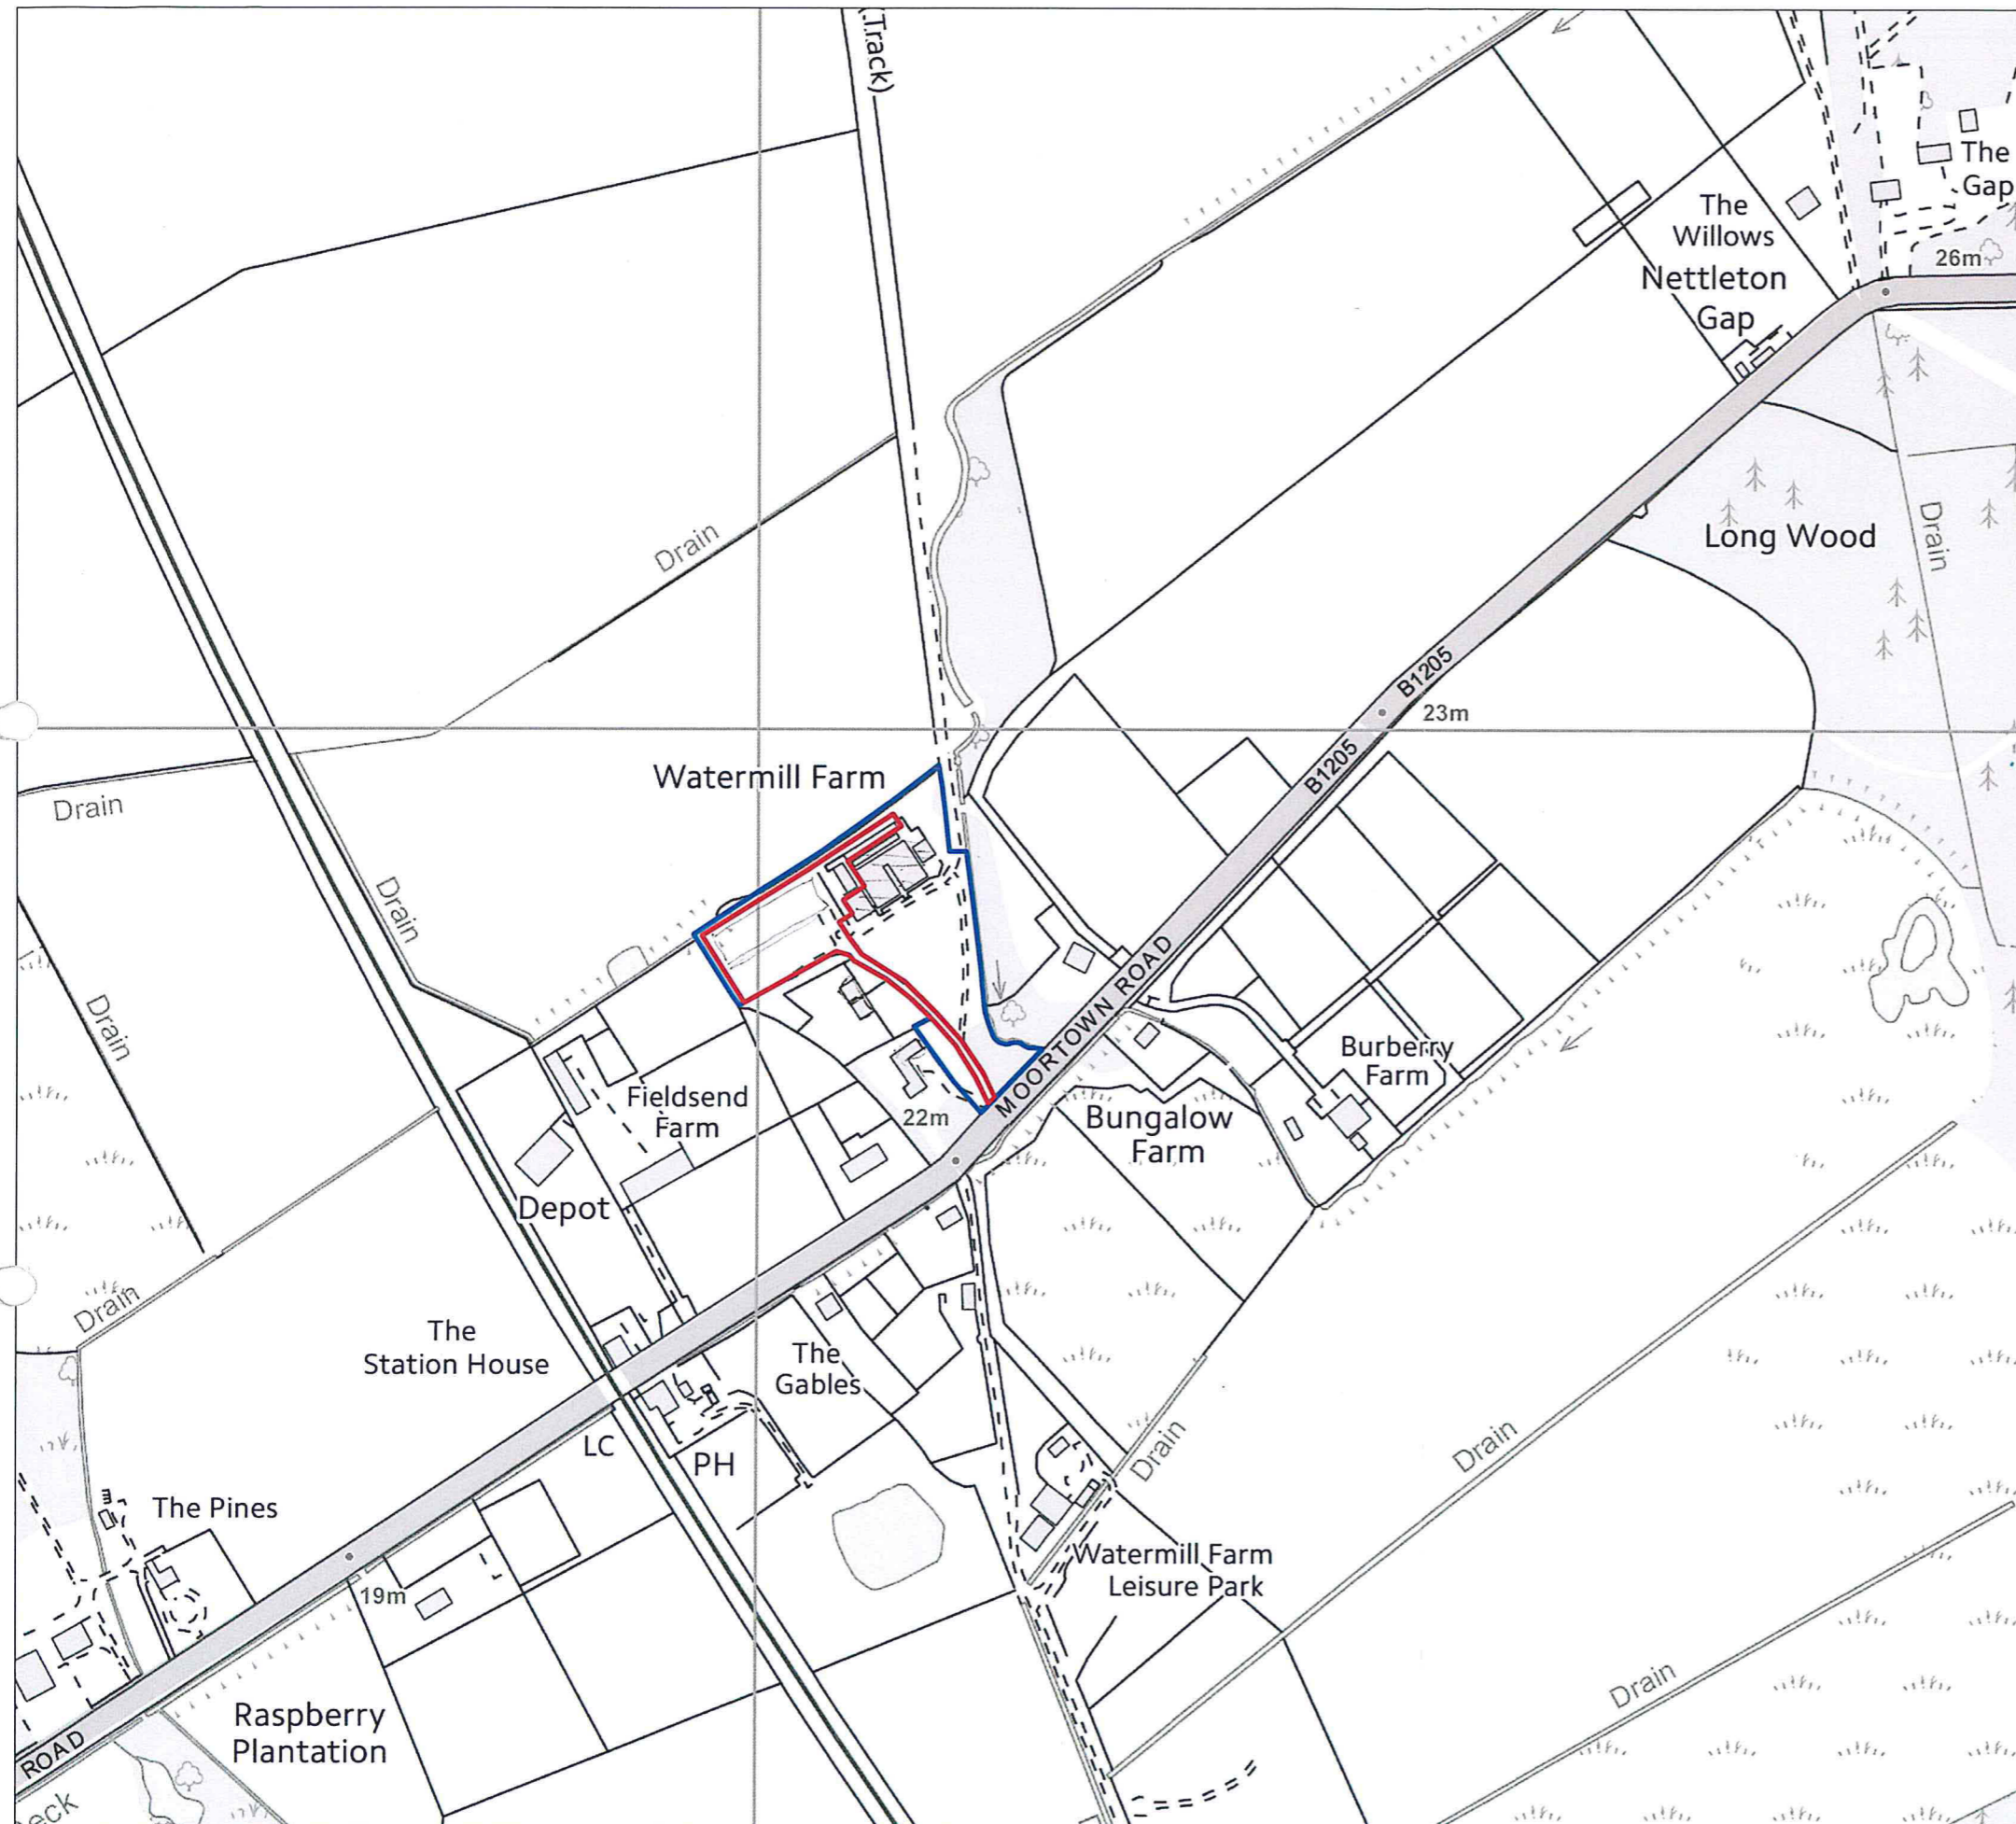 (Track)
The
Gap
The
Willows
26m
Nettleton
Gap
Drain
Long Wood
Drain
B1205
23m
B1205
Watermill Farm
Drain
Drain
Drain
MOORTOWN ROAD
Burberry
Farm
Fieldsend
Farm
22m
Bungalow
Farm
Depot
Drain
The
Station House
The
Gables
LC
PH
Drain
Drain
The Pines
Watermill Farm
Leisure Park
19m
Drain
Raspberry
Plantation
ROAD
eck